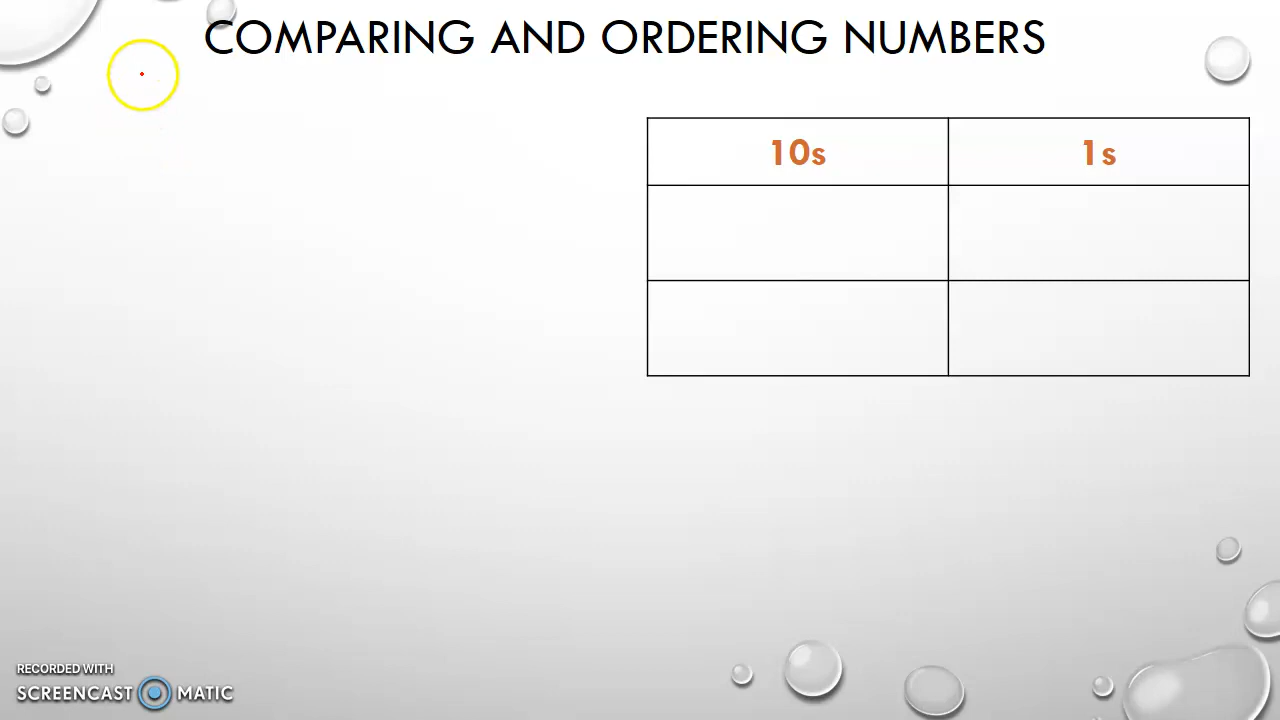 COMPARING AND ORDERING NUMBERS
10s 1s
RECORDED WITH
SCREENCAST MATIC